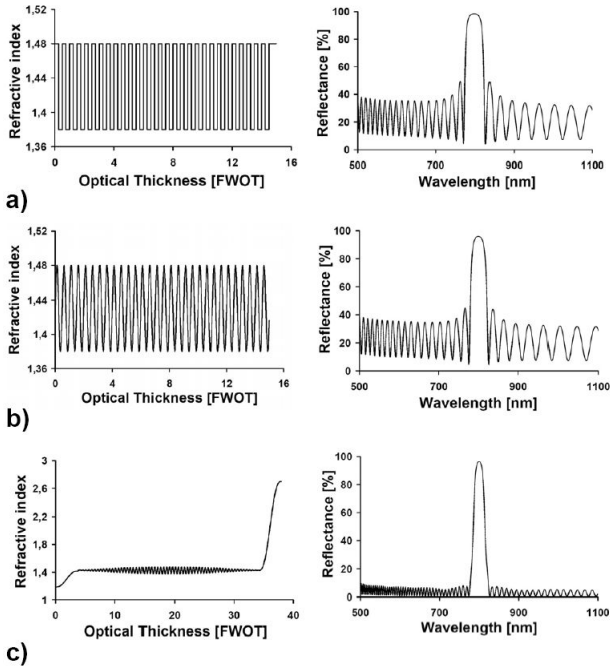 1,52
1,48
1,44
1,4
1,36
Refractive index
0 4 8 12 16
Optical Thickness [FWOT]
100
80
60
40
20
0
Reflectance [%]
500 700 900 1100
Wavelength [nm]
a)
1,52
1,48
1,44
1,4
1,36
Refractive index
0 4 8 12 16
Optical Thickness [FWOT]
100
80
60
40
20
0
Reflectance [%]
500 700 900 1100
Wavelength [nm]
b)
3
2,6
2,2
1,8
1,4
1
Refractive index
0 10 20 30 40
Optical Thickness [FWOT]
100
80
60
40
20
0
Reflectance [%]
500 700 900 1100
Wavelength [nm]
c)